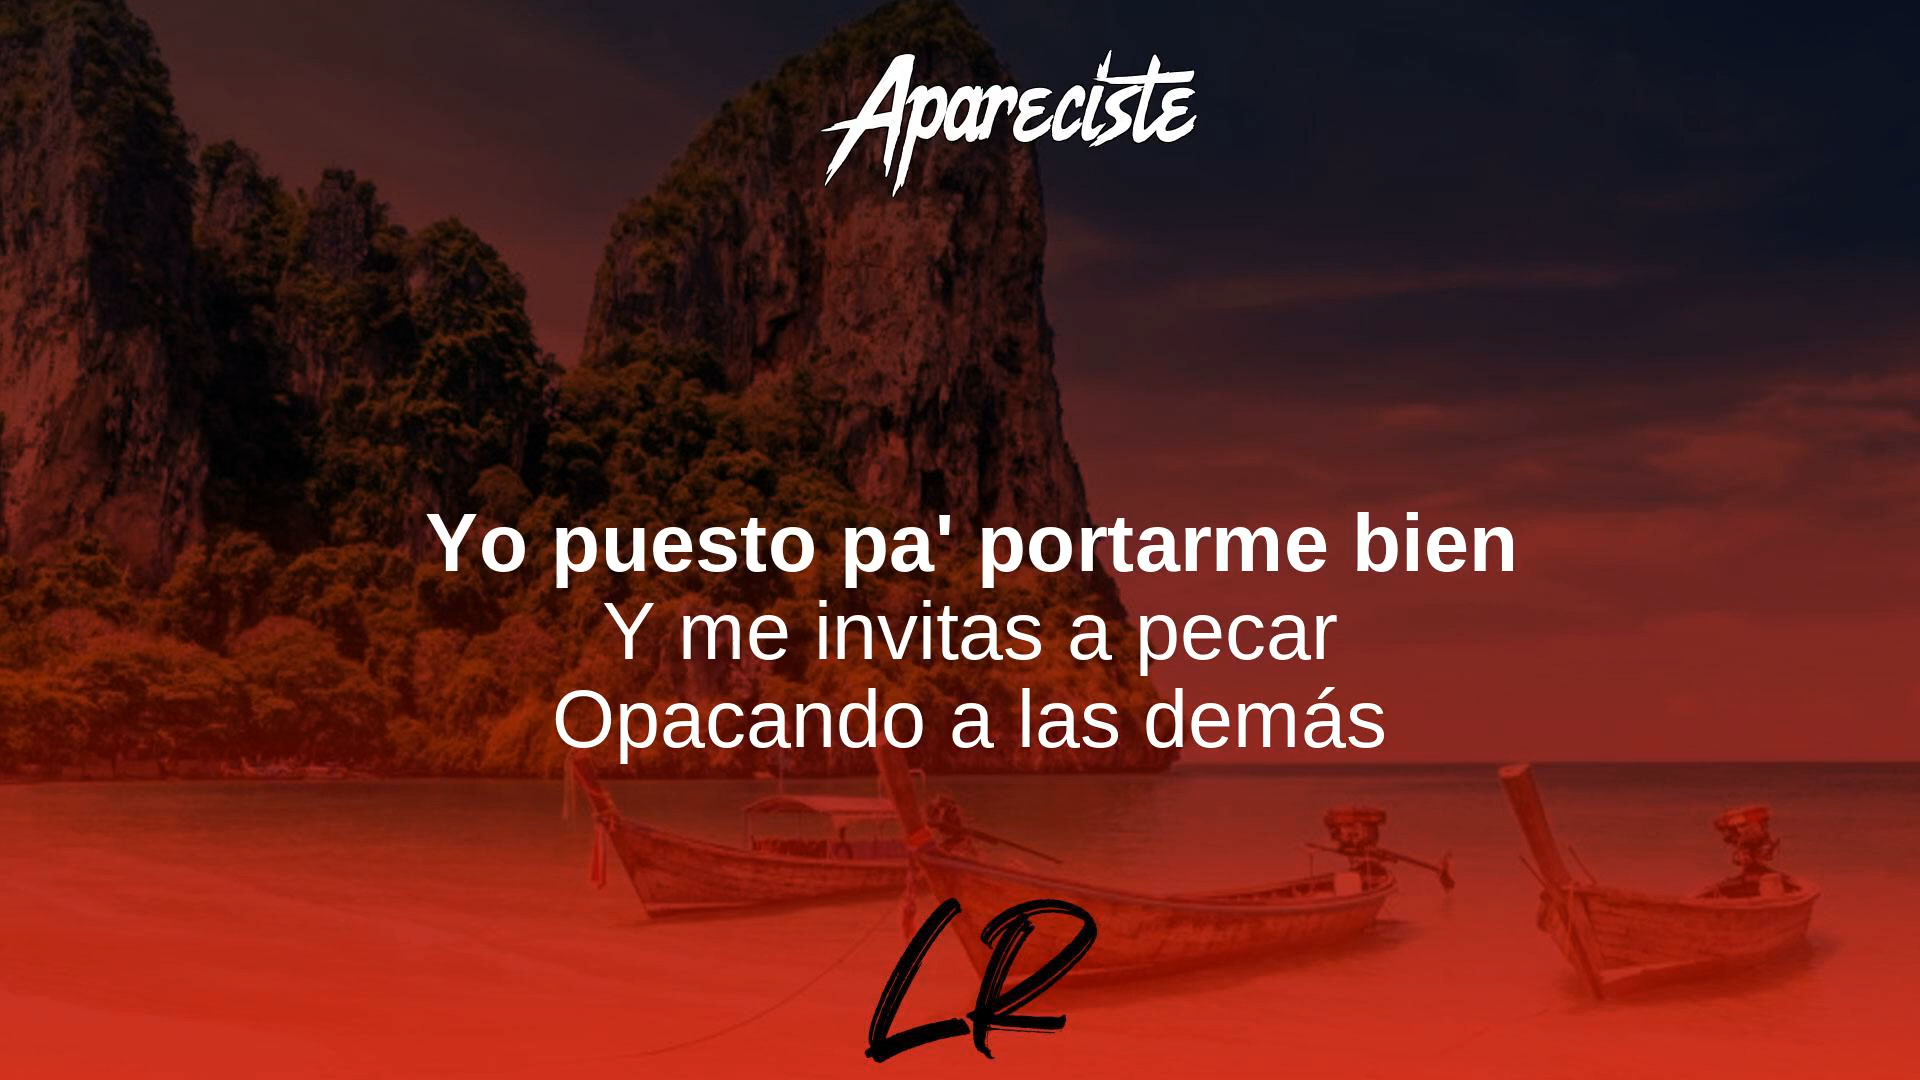 Apareciste
Yo puesto pa' portarme bien
Y me invitas a pecar
Opacando a las demás
LR